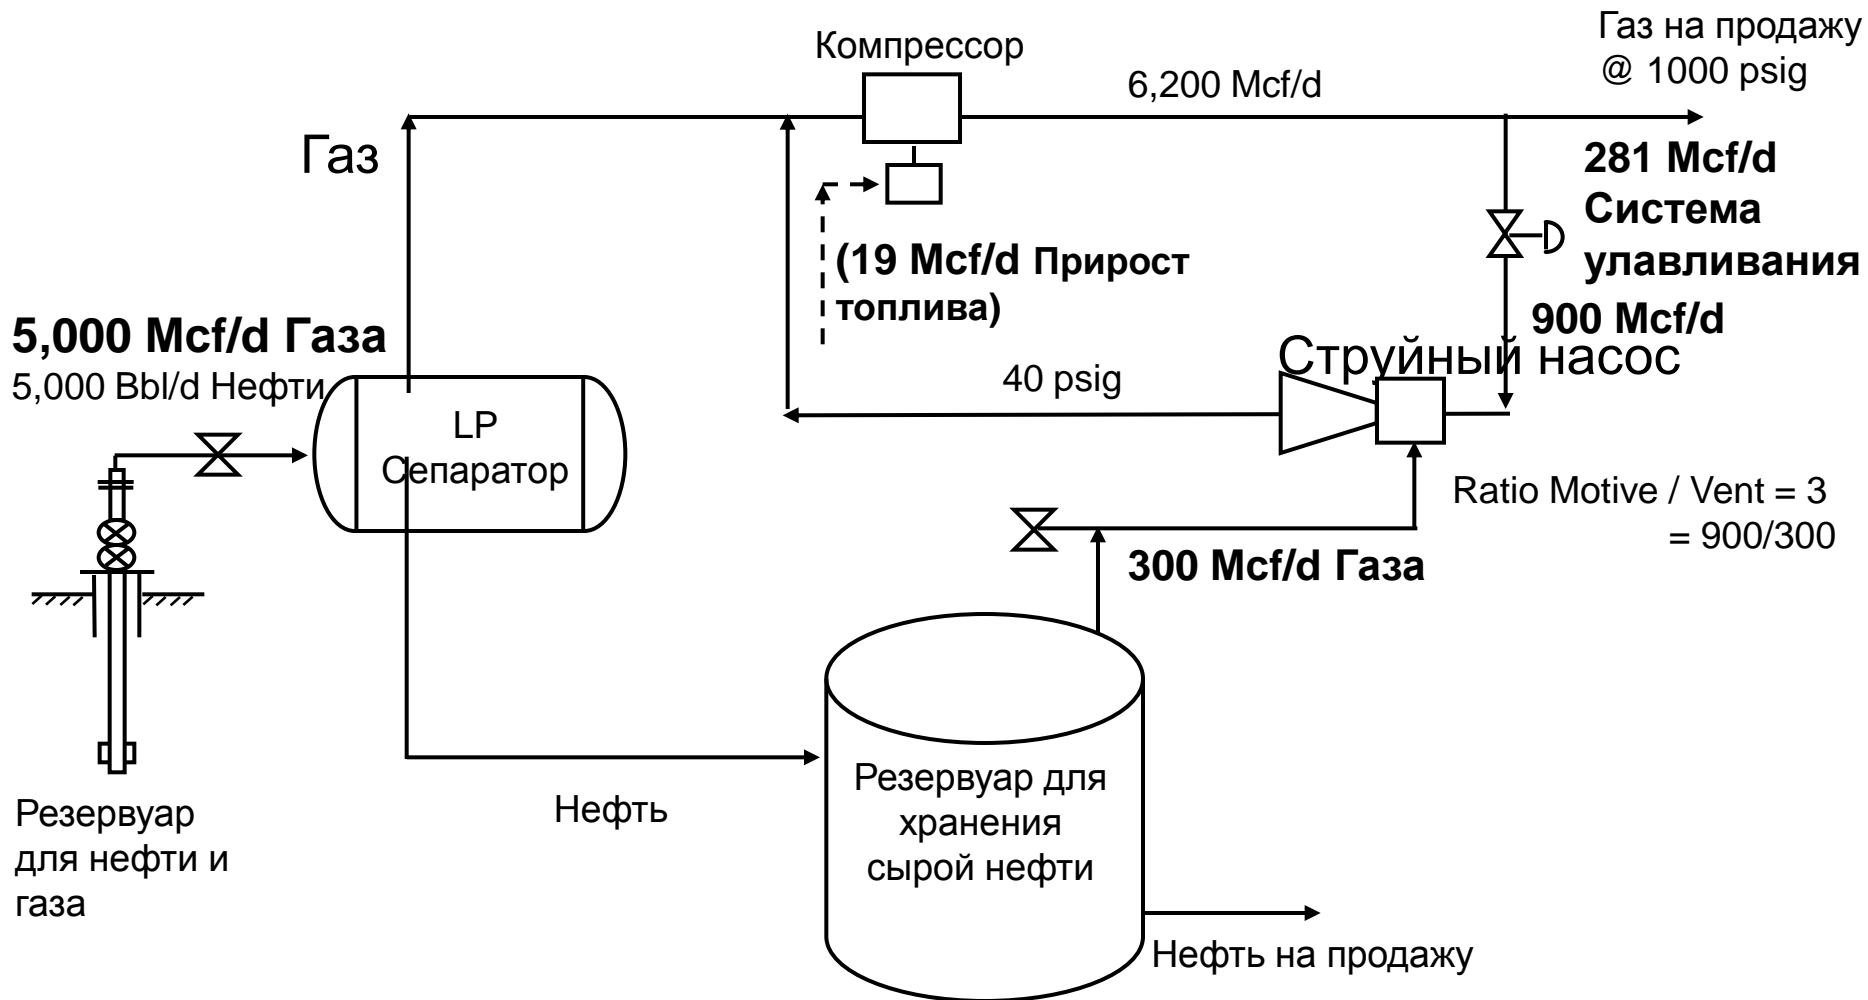 Газ на продажу
@ 1000 psig
Компрессор
6,200 Mcf/d
Газ
281 Mcf/d
Система
улавливания
(19 Mcf/d Прирост
топлива)
900 Mcf/d
5,000 Mcf/d Газа
5,000 Bbl/d Нефти
Струйный насос
40 psig
LP
Сепаратор
Ratio Motive / Vent = 3
= 900/300
300 Mcf/d Газа
Резервуар для
хранения
сырой нефти
Нефть
Резервуар
для нефти и
газа
Нефть на продажу